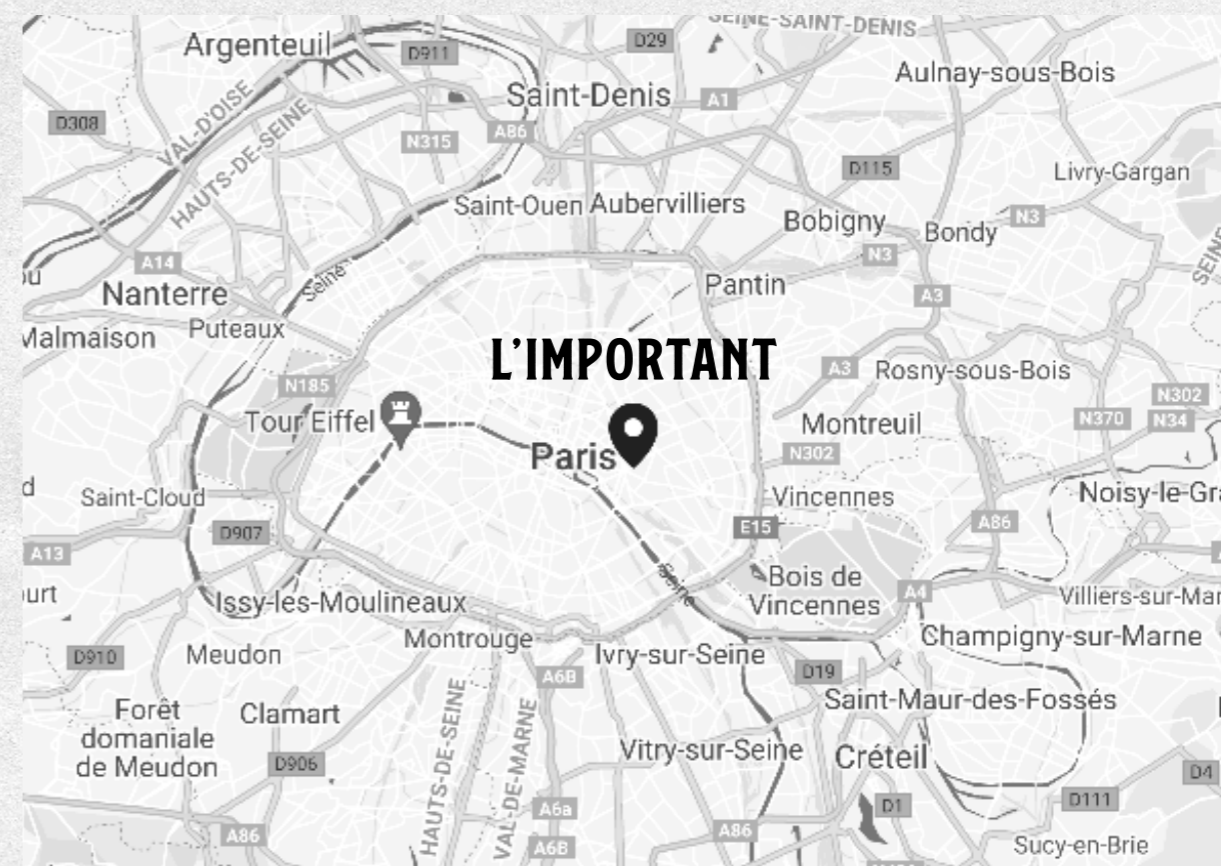 SEINE-SAINT-DENIS
Argenteuil
D911
D29
Aulnay-sous-Bois
Saint-Denis
A1
D308
VAL-D'OISE
HAUTS-DE-SEINE
N315
A86
D115
Livry-Gargan
Saint-Ouen
Aubervilliers
Bobigny
Bondy
N3
N3
A14
Seine
Nanterre
Pantin
A3
Malmaison
Puteaux
L'IMPORTANT
N185
A3
Rosny-sous-Bois
N302
Tour Eiffel
Montreuil
N370
N34
Paris
N302
Saint-Cloud
Vincennes
Noisy-le-Gra
D907
E15
A86
A13
Bois de
Vincennes
Seine
A4
Villiers-sur-Mar
Issy-les-Moulineaux
Montrouge
Champigny-sur-Marne
D910
Meudon
Ivry-sur-Seine
A6B
D19
Forêt
domaniale
de Meudon
Clamart
Saint-Maur-des-Fossés
HAUTS-DE-SEINE
VAL-DE-MARNE
Vitry-sur-Seine
Créteil
D906
D4
A6a
D1
D111
A86
A6B
A86
Sucy-en-Brie